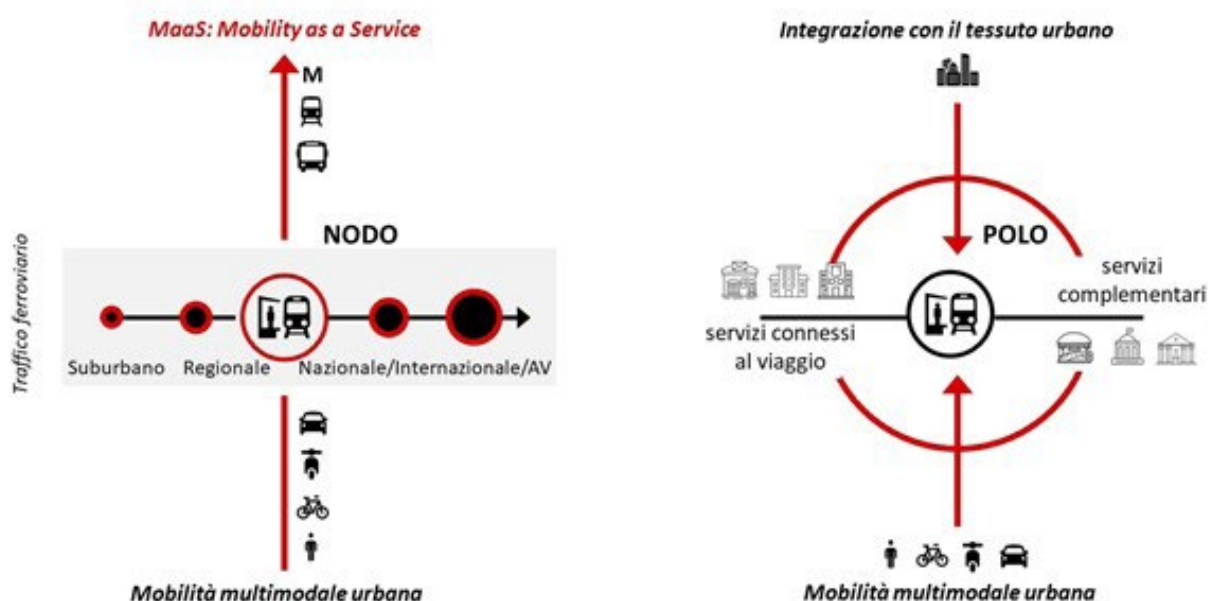 MaaS: Mobility as a Service
M
NODO
Traffico ferroviario
Suburbano
Regionale
Nazionale/Internazionale/AV
Mobilità multimodale urbana
Integrazione con il tessuto urbano
POLO
servizi
complementari
servizi connessi
al viaggio
Mobilità multimodale urbana